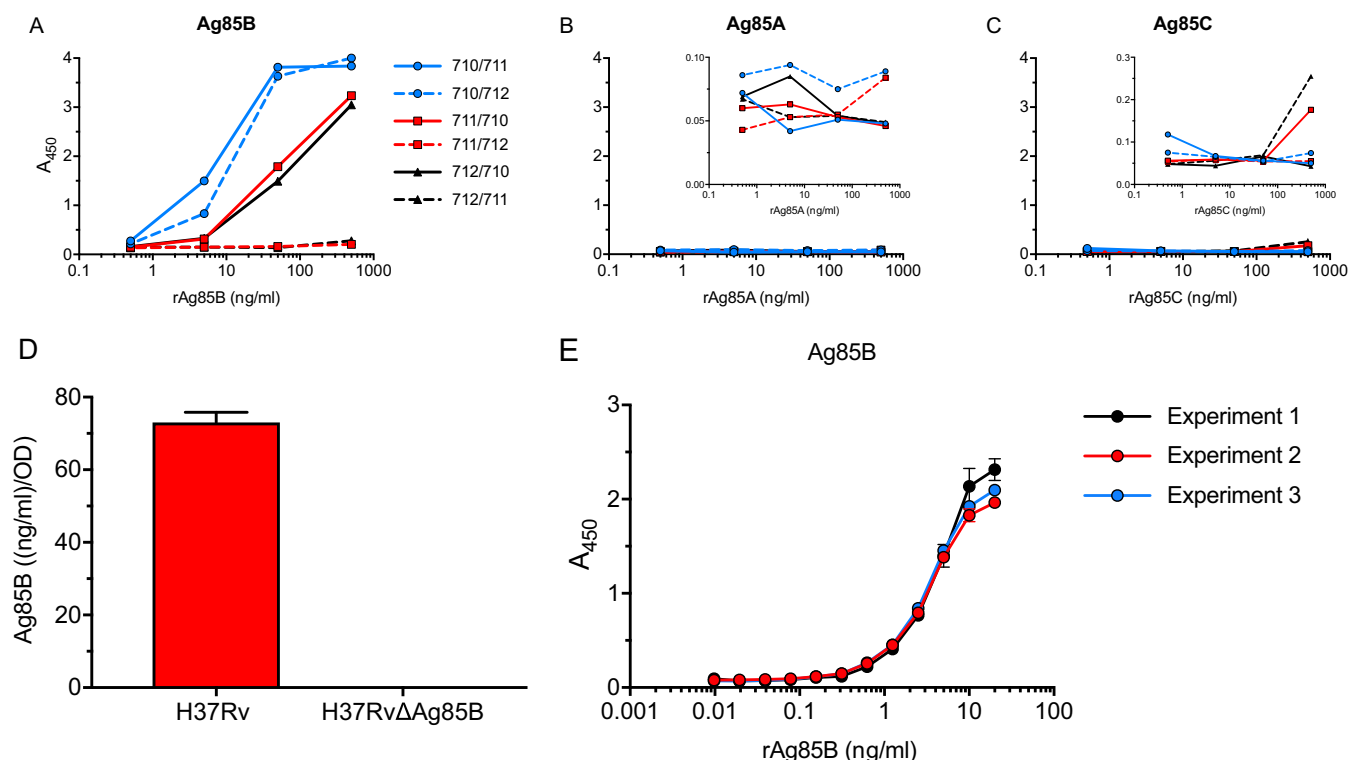 A
Ag85B
4
3
2
1
0
A450
0.1
1
10
100
1000
rAg85B (ng/ml)
710/711
710/712
711/710
711/712
712/710
712/711
B
Ag85A
4
3
2
1
0
0.1
1
10
100
1000
rAg85A (ng/ml)
0.10
0.05
0.00
0.1
1
10
100
1000
rAg85A (ng/ml)
C
Ag85C
4
3
2
1
0
0.1
1
10
100
1000
rAg85C (ng/ml)
0.3
0.2
0.1
0.0
0.1
1
10
100
1000
rAg85C (ng/ml)
D
80
60
40
20
0
Ag85B ((ng/ml)/OD)
H37Rv
H37RvΔAg85B
E
Ag85B
3
2
1
0
A450
0.001
0.01
0.1
1
10
100
rAg85B (ng/ml)
Experiment 1
Experiment 2
Experiment 3